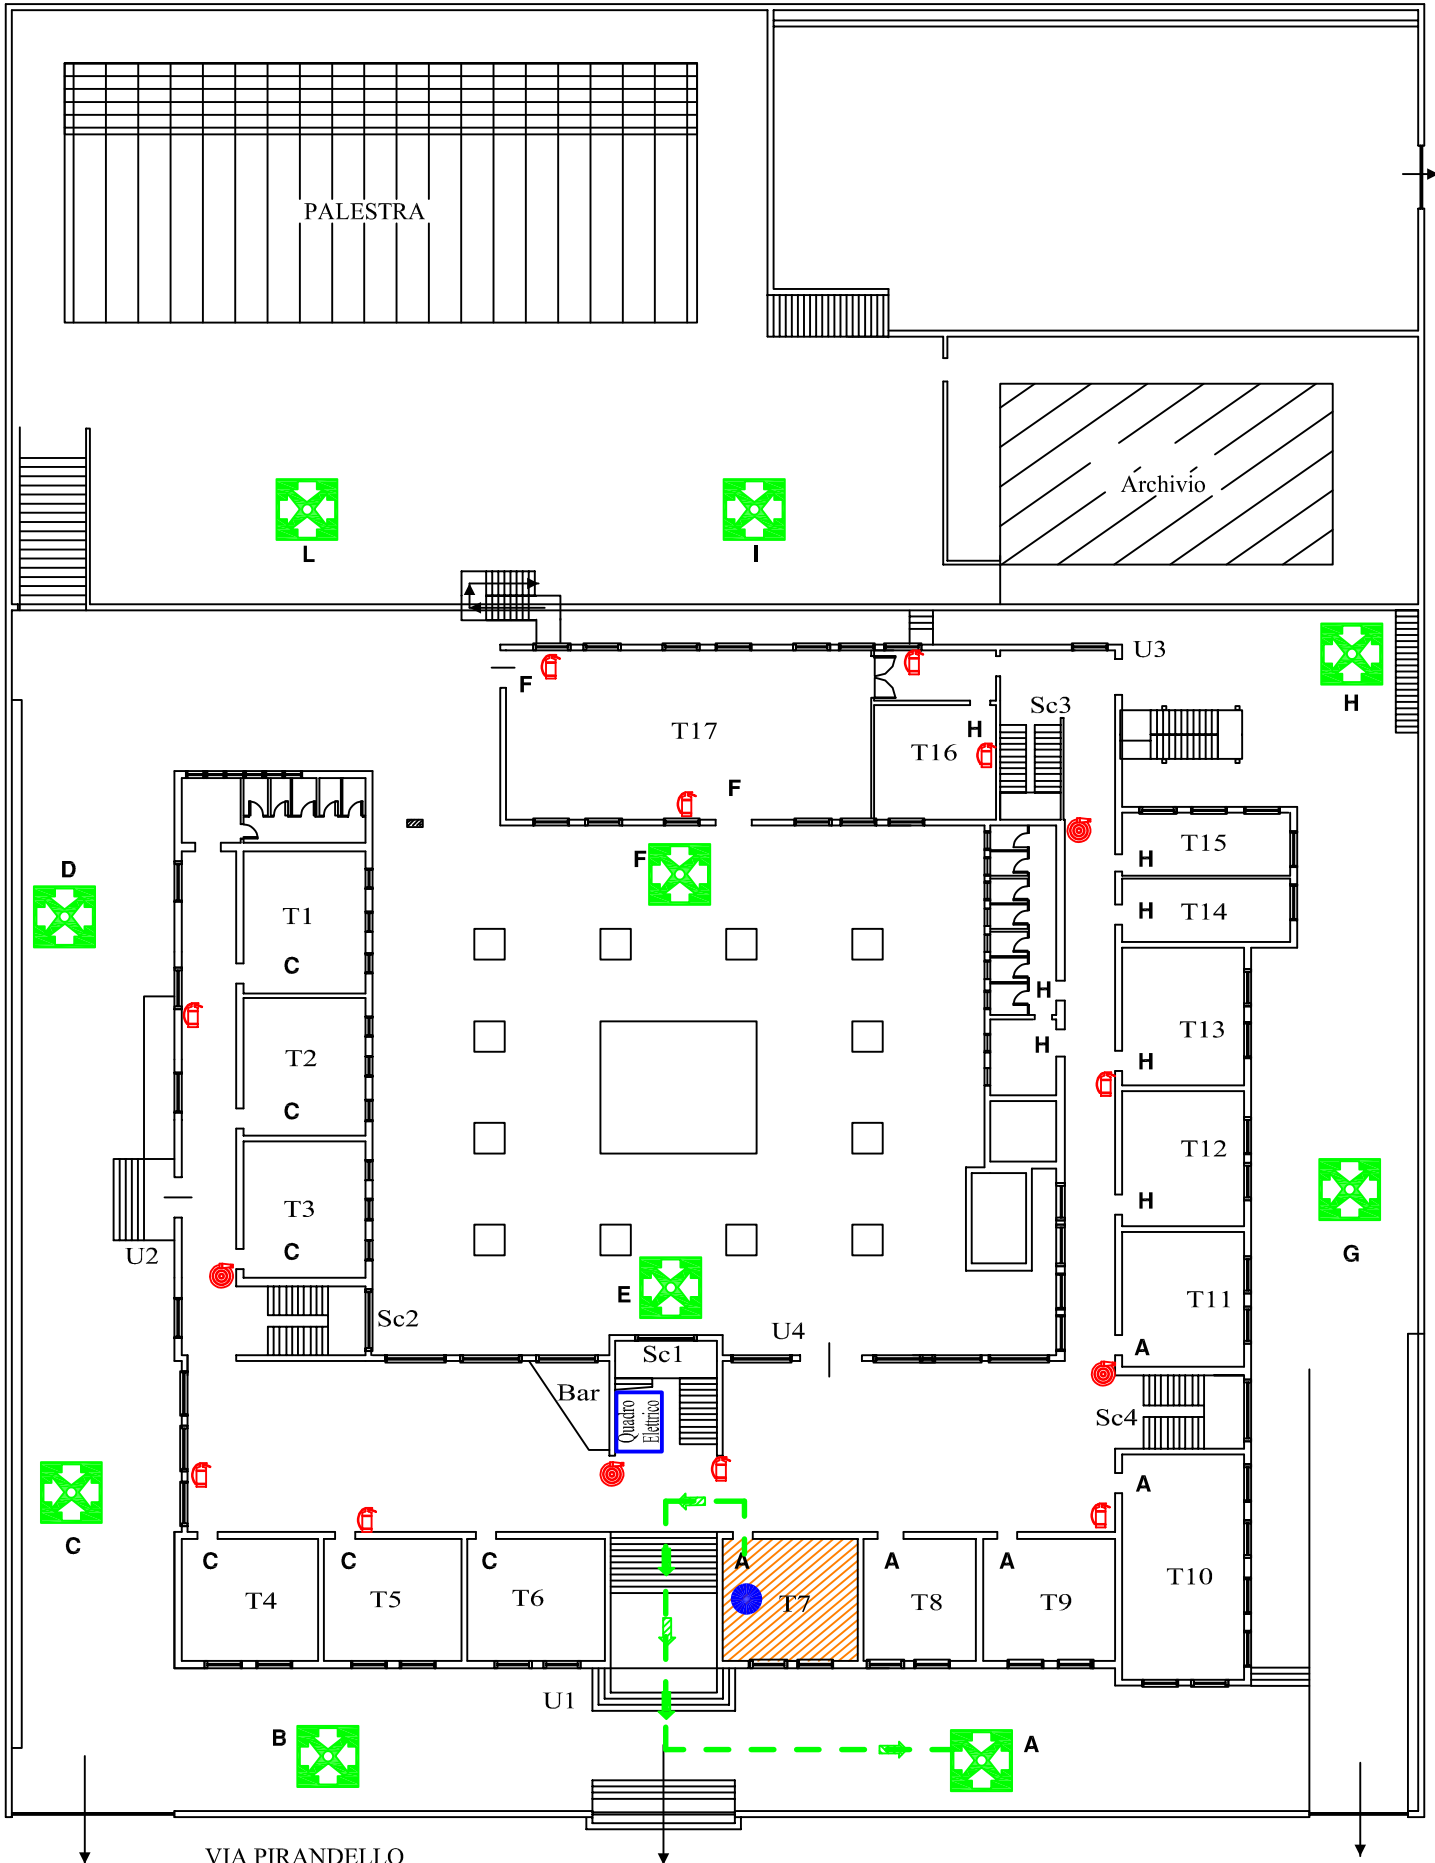 PALESTRA
Archivio
L
I
U3
H
F
Sc3
T17
H
T16
F
T15
H
F
D
H
T14
T1
C
H
T13
T2
H
H
C
T12
H
T3
C
U2
G
E
T11
Sc2
U4
A
Sc1
Bar
Quadro
Elettrico
Sc4
A
C
C
C
C
A
A
A
T10
T4
T5
T6
T7
T8
T9
U1
B
A
VIA PIRANDELLO